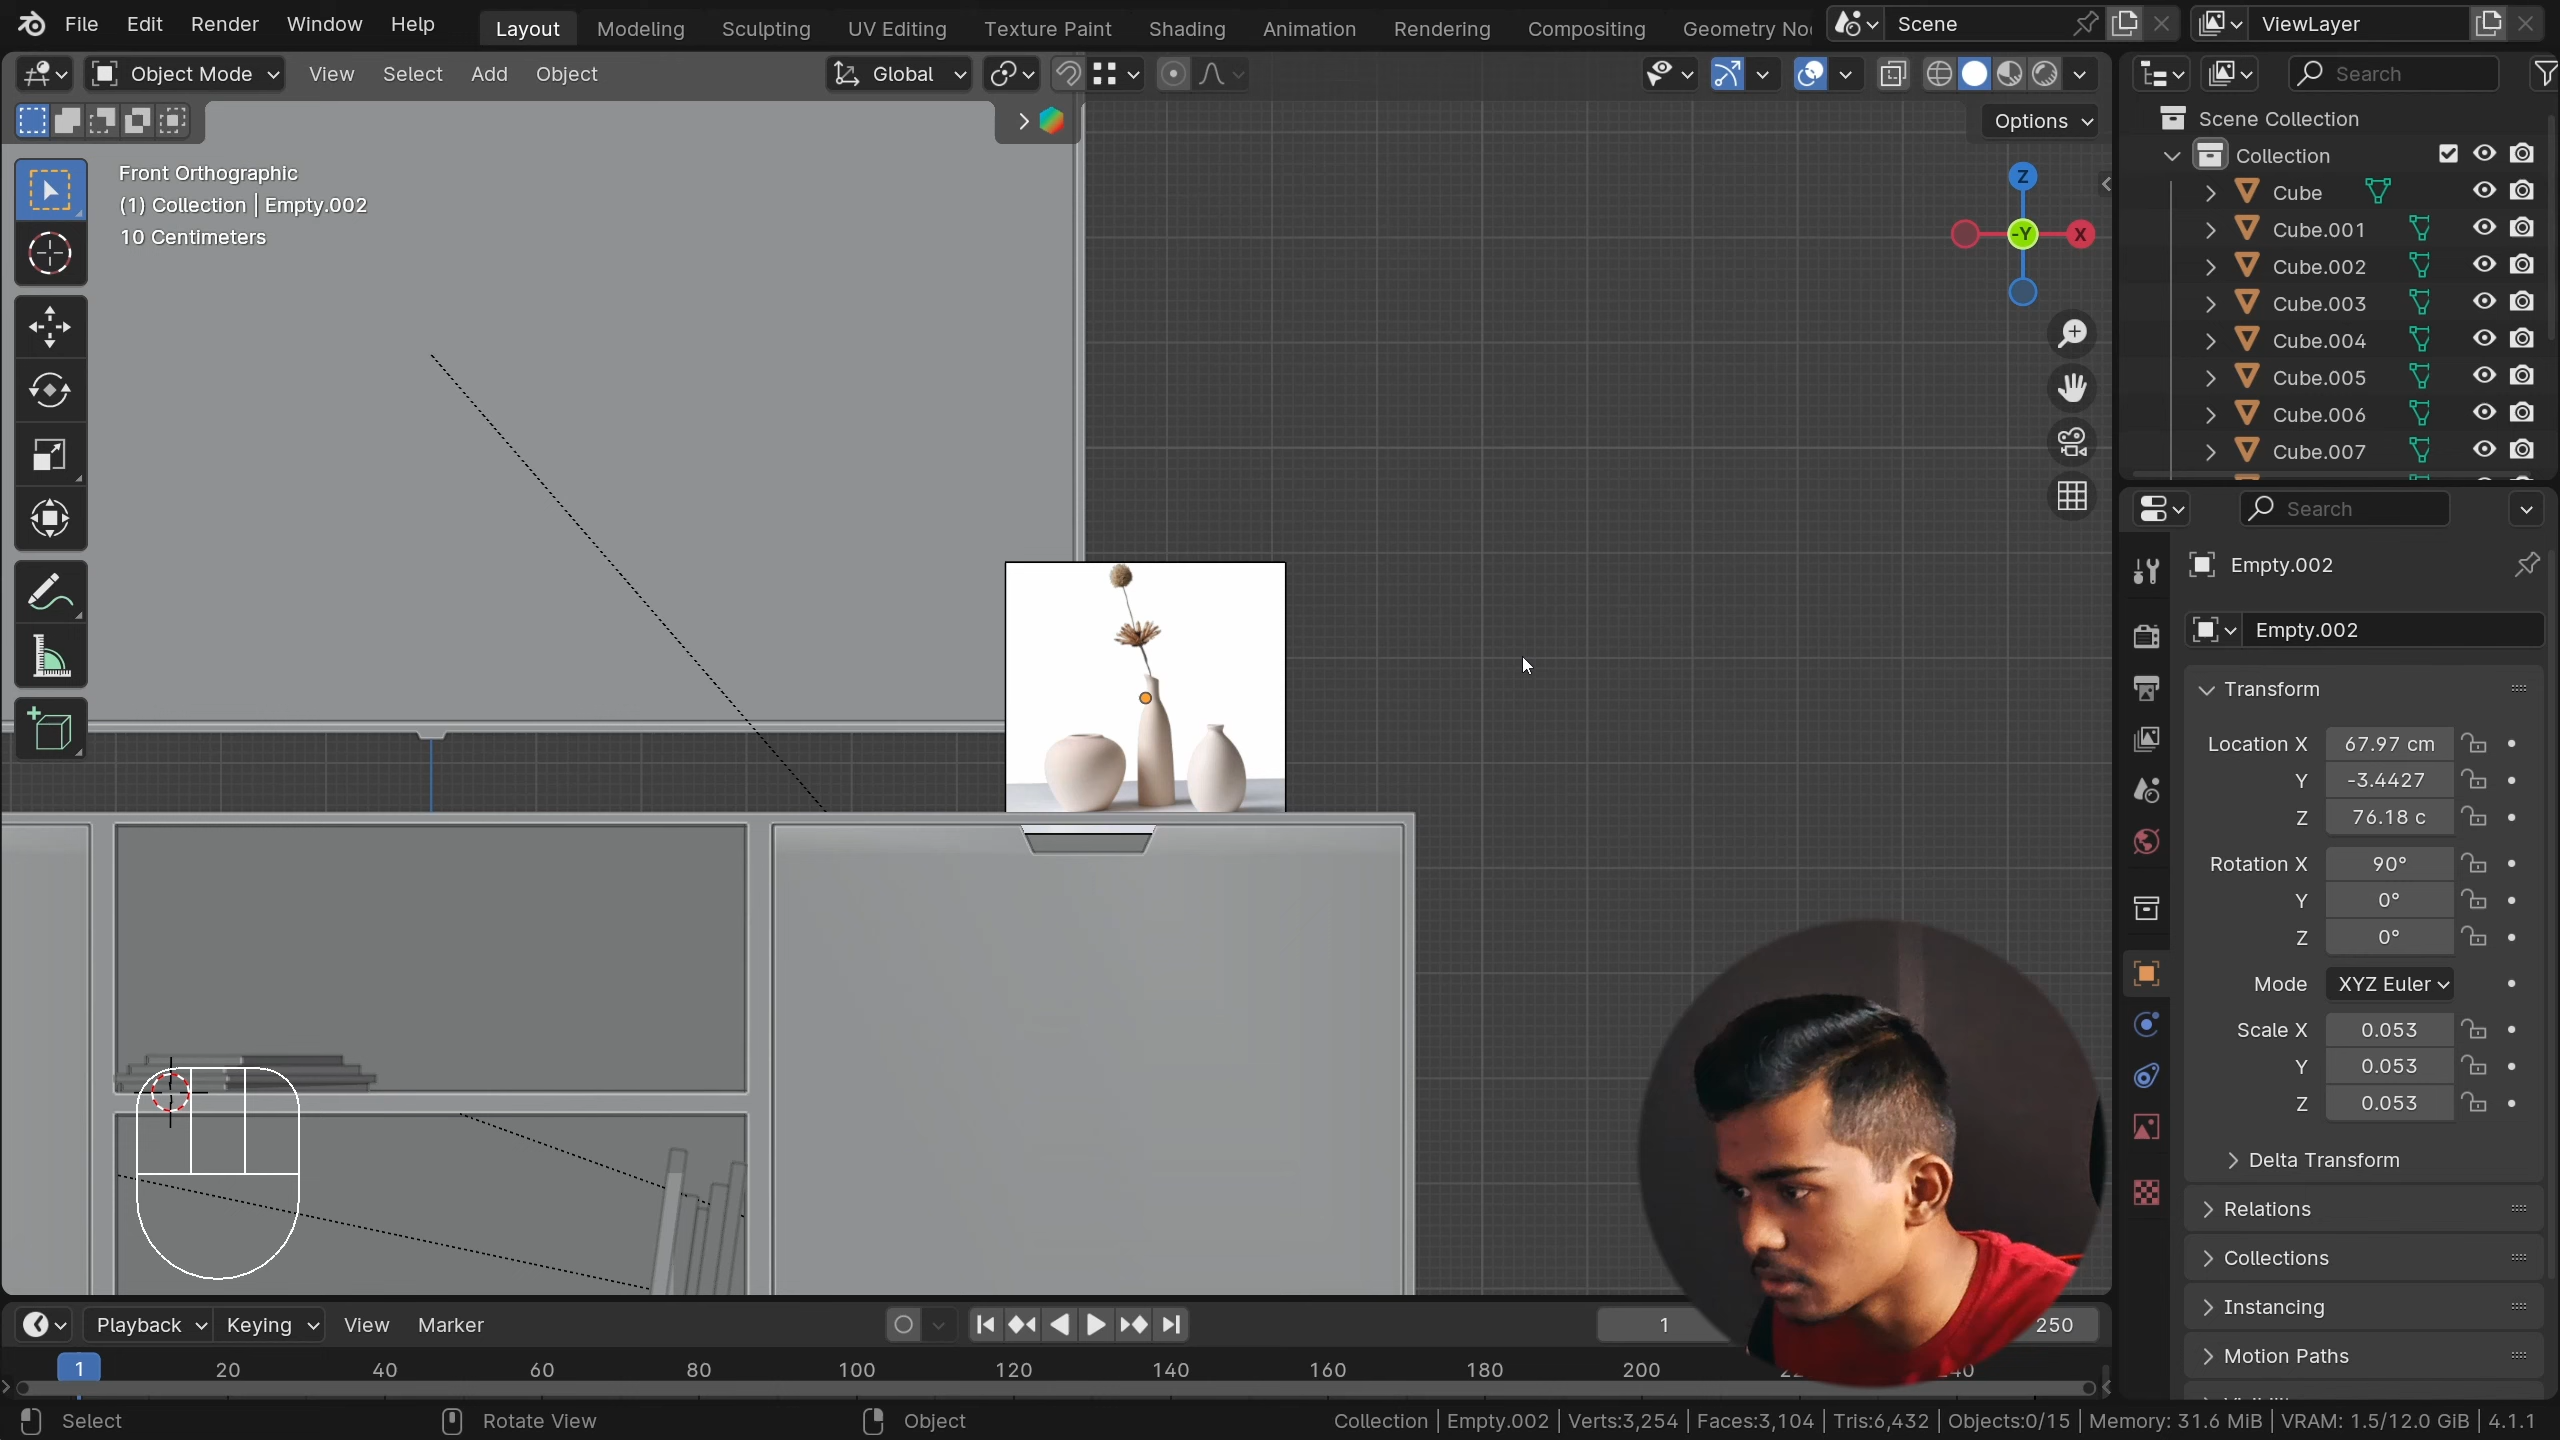 File Edit Render Window Help
Layout Modeling Sculpting UV Editing Texture Paint Shading Animation Rendering Compositing Geometry No
Scene
ViewLayer
Object Mode View Select Add Object
Global
Search
Options
Front Orthographic
(1) Collection | Empty.002
10 Centimeters
Z
-Y
X
Scene Collection
Collection
Cube
Cube.001
Cube.002
Cube.003
Cube.004
Cube.005
Cube.006
Cube.007
Search
Empty.002
Empty.002
Transform
Location X 67.97 cm
Y -3.4427
Z 76.18 c
Rotation X 90°
Y 0°
Z 0°
Mode XYZ Euler
Scale X 0.053
Y 0.053
Z 0.053
Delta Transform
Relations
Collections
Instancing
Motion Paths
Playback Keying View Marker
1
250
1 20 40 60 80 100 120 140 160 180 200
Select
Rotate View
Object
Collection | Empty.002 | Verts:3,254 | Faces:3,104 | Tris:6,432 | Objects:0/15 | Memory: 31.6 MiB | VRAM: 1.5/12.0 GiB | 4.1.1